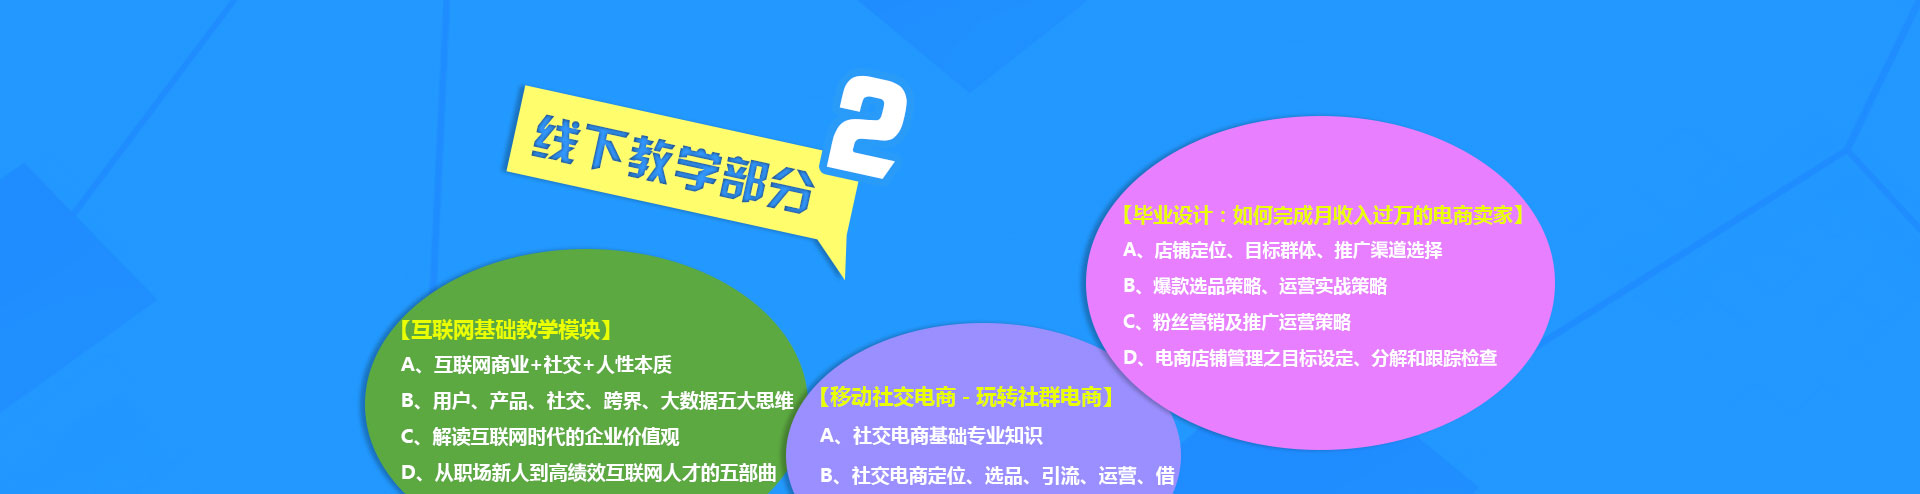 线下教学部分
2
【互联网基础教学模块】
A、互联网商业+社交+人性本质
B、用户、产品、社交、跨界、大数据五大思维
C、解读互联网时代的企业价值观
D、从职场新人到高绩效互联网人才的五部曲
【移动社交电商 - 玩转社群电商】
A、社交电商基础专业知识
B、社交电商定位、选品、引流、运营、借
【毕业设计：如何完成月收入过万的电商卖家】
A、店铺定位、目标群体、推广渠道选择
B、爆款选品策略、运营实战策略
C、粉丝营销及推广运营策略
D、电商店铺管理之目标设定、分解和跟踪检查